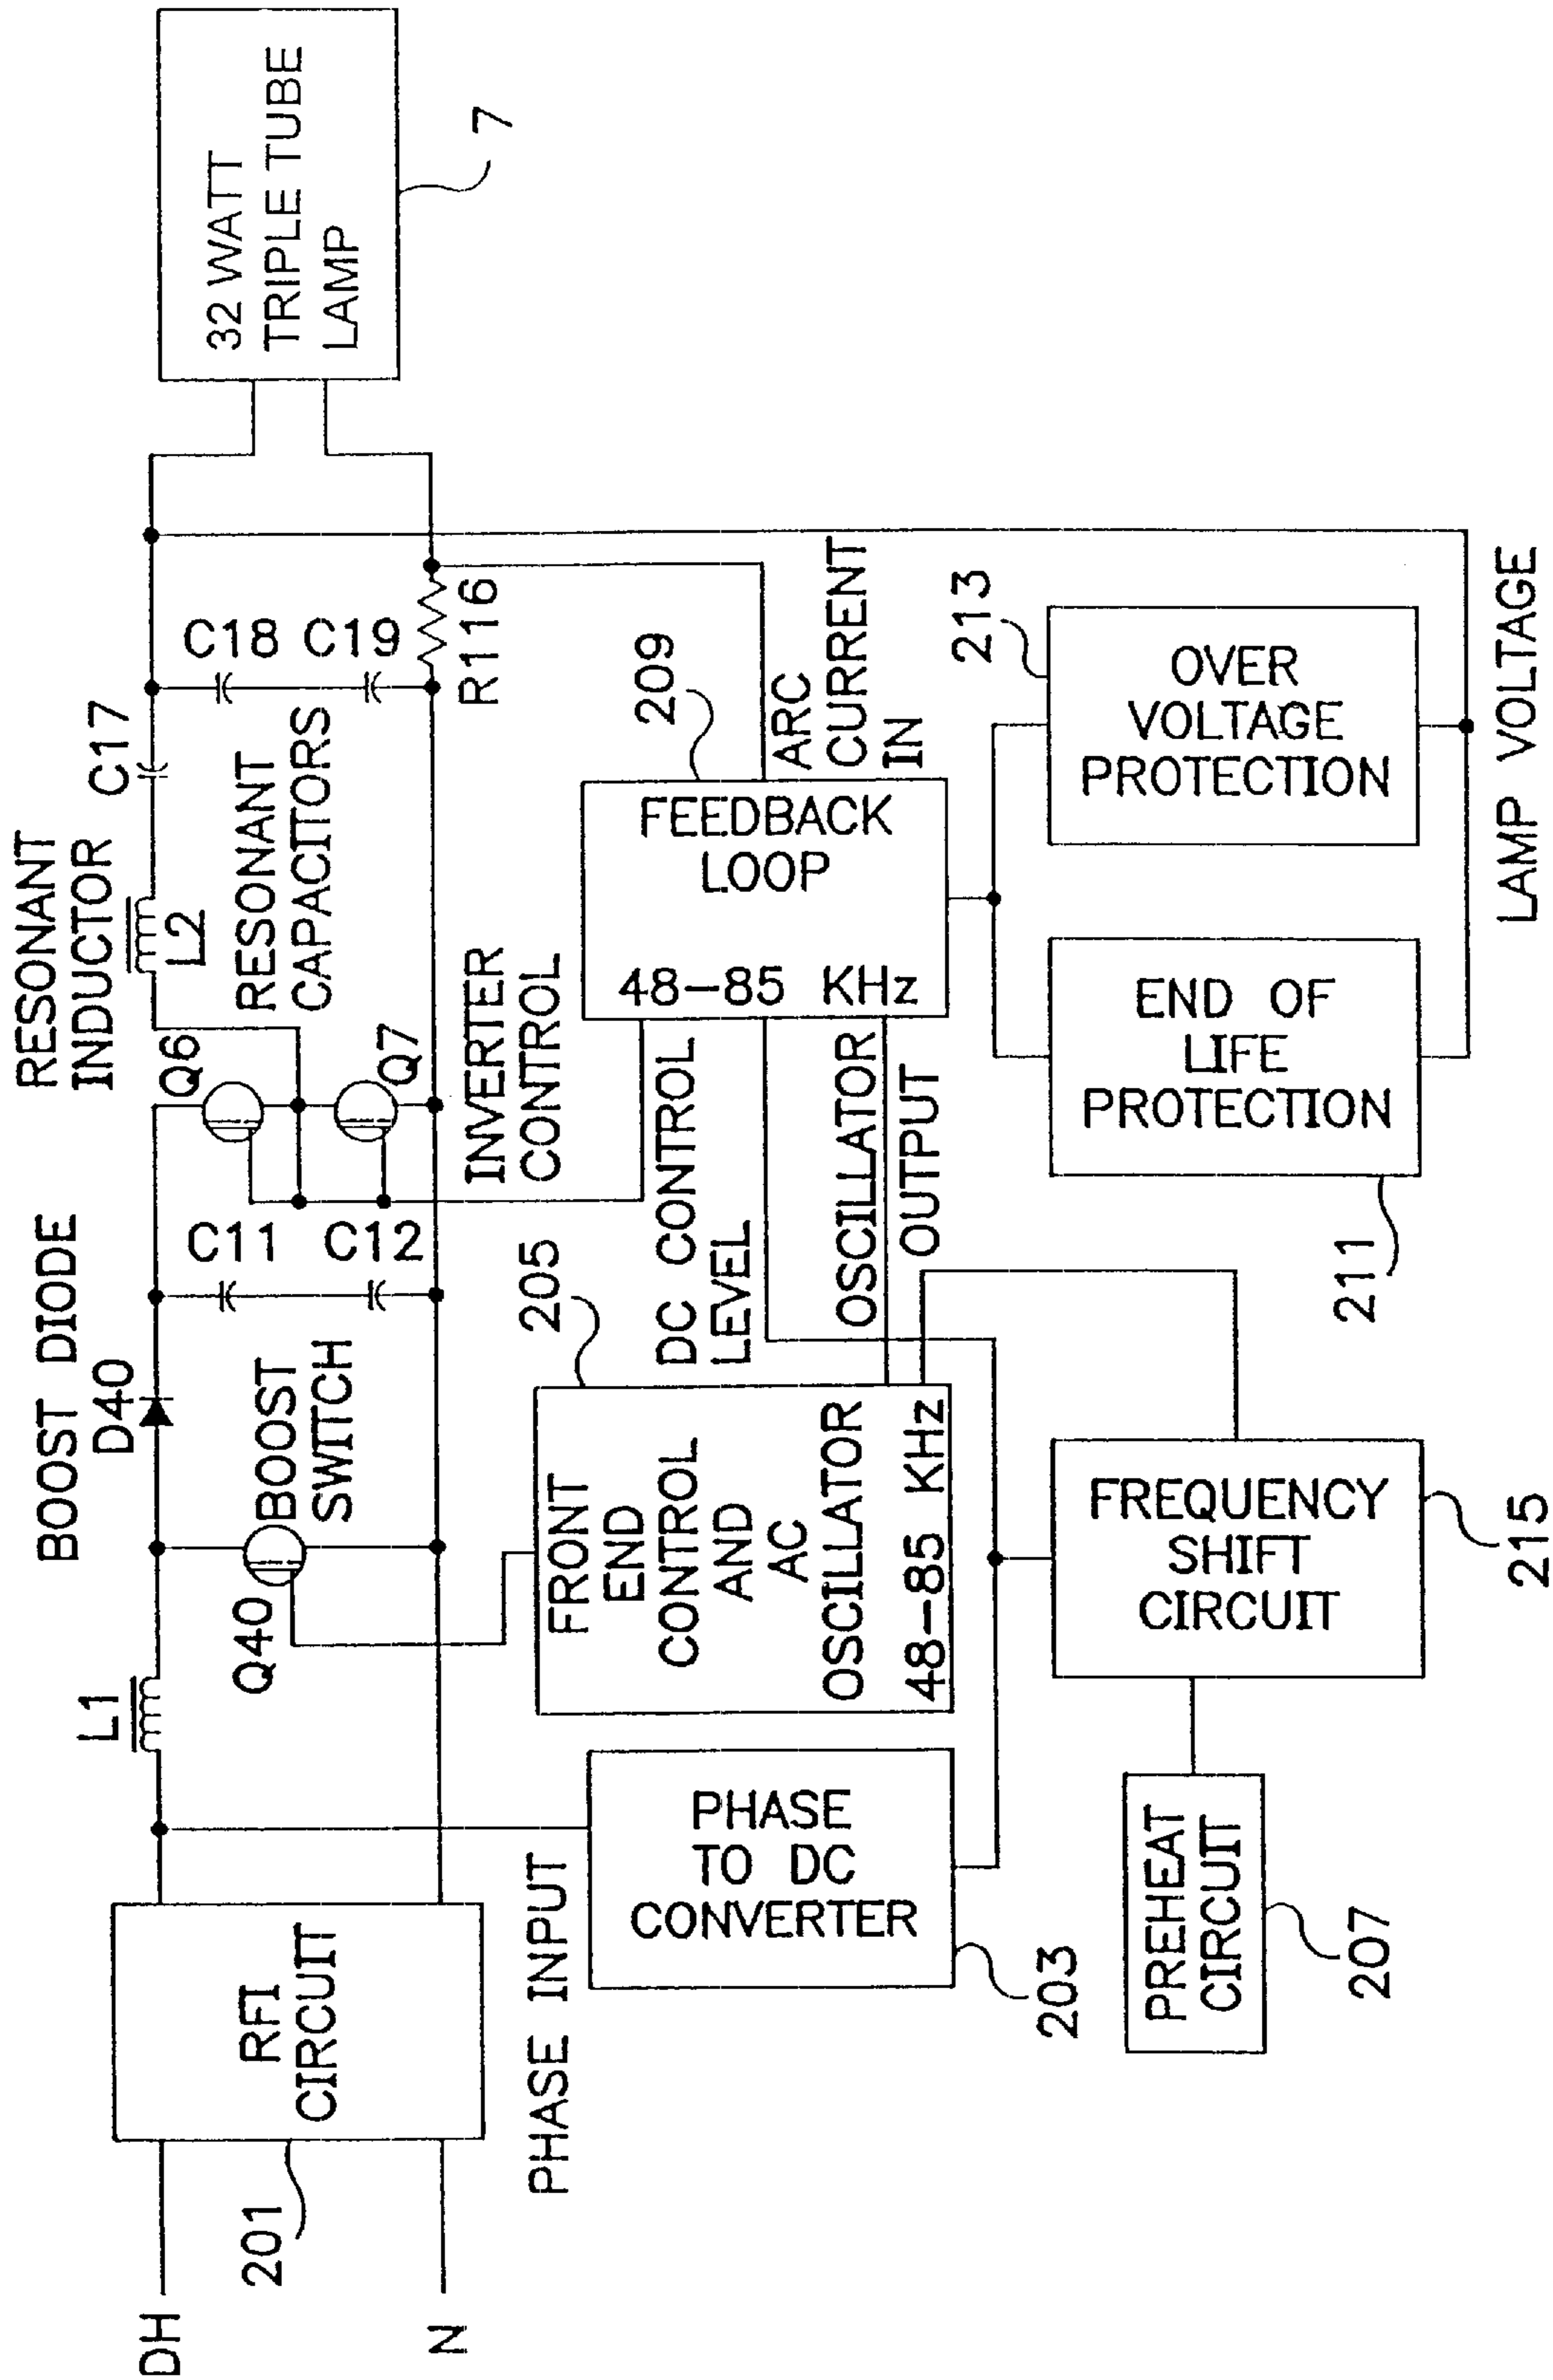 RESONANT
INDUCTOR
BOOST DIODE
D40
L1
L2
C17
Q6
Q7
C11
C12
C18
C19
R116
RESONANT
CAPACITORS
Q40
BOOST
SWITCH
DH
N
201
RFI
CIRCUIT
32 WATT
TRIPLE TUBE
LAMP
7
INVERTER
CONTROL
PHASE INPUT
PHASE
TO DC
CONVERTER
203
205
FRONT
END
CONTROL
AND
AC
OSCILLATOR
48-85 KHz
DC CONTROL
LEVEL
OSCILLATOR
OUTPUT
209
FEEDBACK
LOOP
48-85 KHz
ARC
CURRENT
IN
213
OVER
VOLTAGE
PROTECTION
END OF
LIFE
PROTECTION
211
LAMP VOLTAGE
FREQUENCY
SHIFT
CIRCUIT
215
PREHEAT
CIRCUIT
207